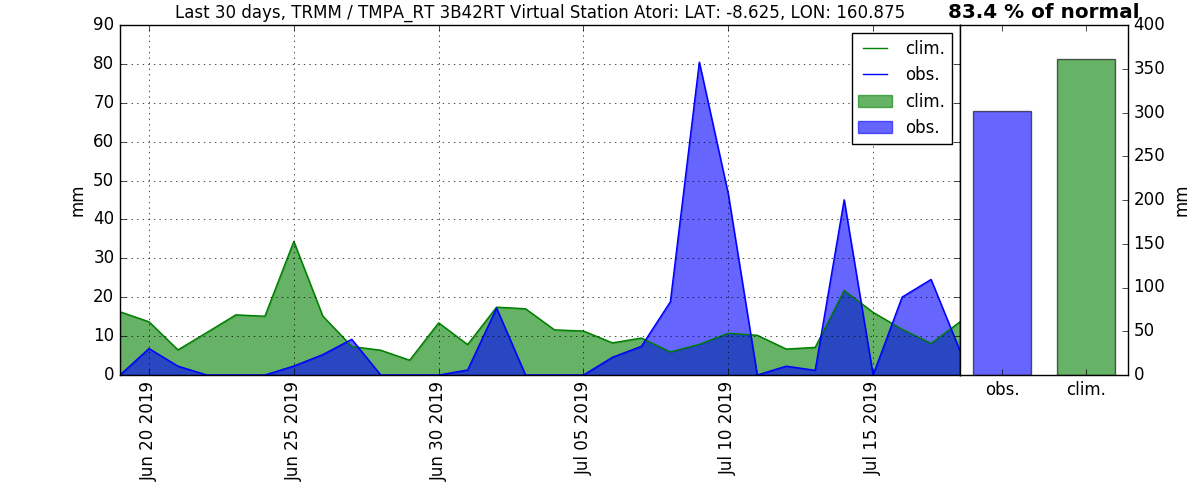 Last 30 days, TRMM / TMPA_RT 3B42RT Virtual Station Atori: LAT: -8.625, LON: 160.875
83.4 % of normal
90
80
70
60
50
40
30
20
10
0
mm
clim.
obs.
clim.
obs.
Jun 20 2019
Jun 25 2019
Jun 30 2019
Jul 05 2019
Jul 10 2019
Jul 15 2019
400
350
300
250
200
150
100
50
0
mm
obs.
clim.